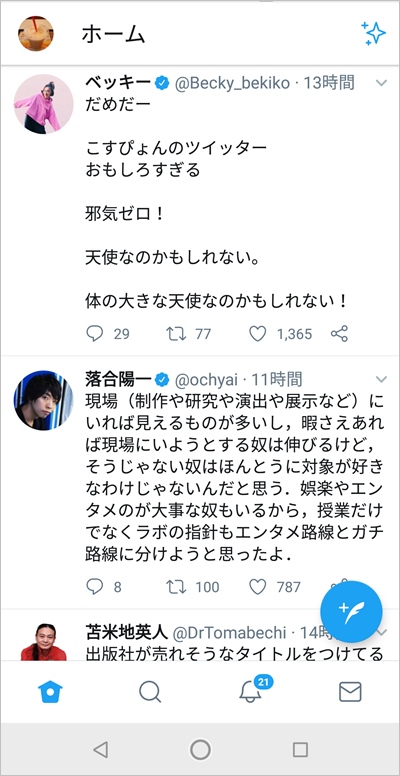 ホーム
ベッキー @Becky_bekiko · 13時間
だめだー
こすぴょんのツイッター
おもしろすぎる
邪気ゼロ！
天使なのかもしれない。
体の大きな天使なのかもしれない！
29 77 1,365
落合陽一 @ochyai · 11時間
現場（制作や研究や演出や展示など）に
いれば見えるものが多いし，暇さえあれ
ば現場にいようとする奴は伸びるけど，
そうじゃない奴はほんとうに対象が好き
なわけじゃないんだと思う．娯楽やエン
タメのが大事な奴もいるから，授業だけ
でなくラボの指針もエンタメ路線とガチ
路線に分けようと思ったよ．
8 100 787
苫米地英人 @DrTomabechi · 14時
出版社が売れそうなタイトルをつけてる
21